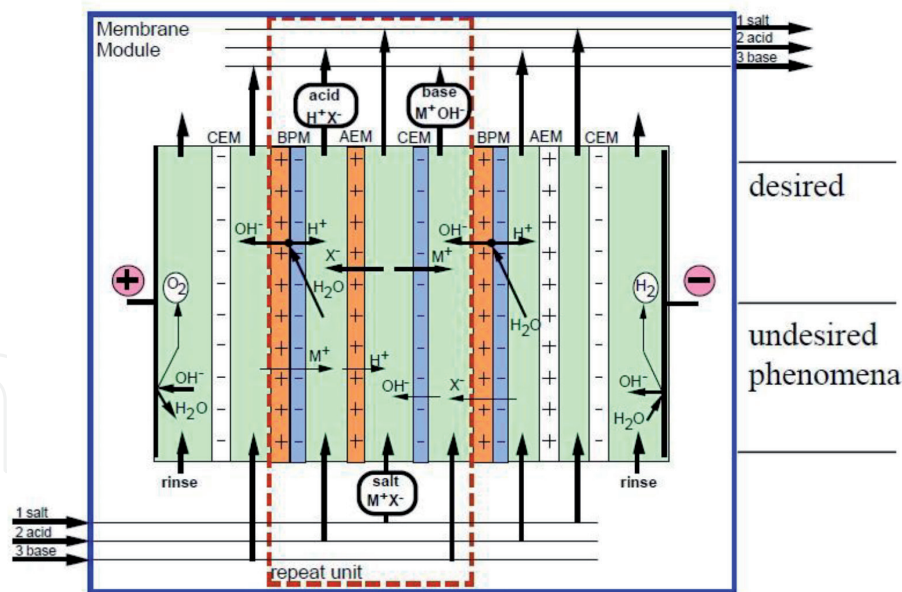 Membrane
Module
1 salt
2 acid
3 base
acid
H⁺X⁻
base
M⁺OH⁻
CEM
BPM
AEM
CEM
BPM
AEM
CEM
+ + + + + + + + + + +
- - - - - - - - - - -
desired
OH⁻
H⁺
X⁻
M⁺
H₂O
OH⁻
H⁺
H₂O
+
O₂
H₂
-
undesired
phenomena
M⁺
H⁺
OH⁻
X⁻
OH⁻
H₂O
OH⁻
H₂O
rinse
salt
M⁺X⁻
rinse
1 salt
2 acid
3 base
repeat unit